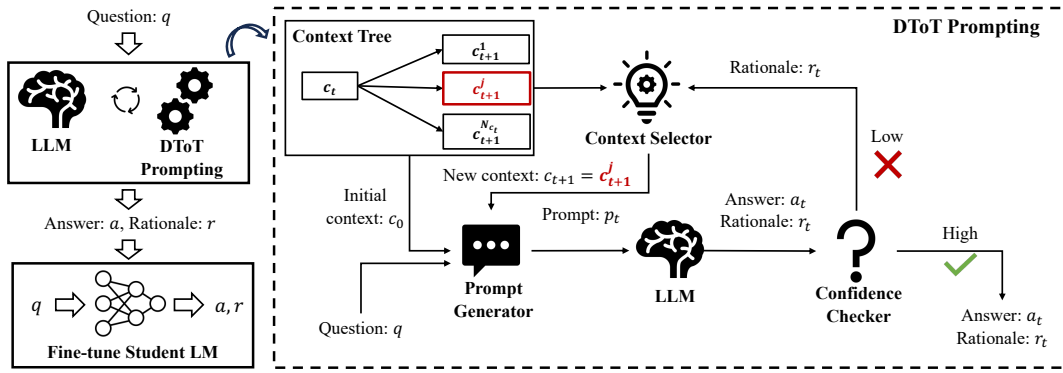 Question: q
LLM
DToT
Prompting
Answer: a, Rationale: r
q
a, r
Fine-tune Student LM
DToT Prompting
Context Tree
c_t
c_{t+1}^1
c_{t+1}^j
c_{t+1}^{N_{c_t}}
Context Selector
Rationale: r_t
Low
New context: c_{t+1} = c_{t+1}^j
Initial
context: c_0
Prompt: p_t
Answer: a_t
Rationale: r_t
High
Prompt
Generator
LLM
Confidence
Checker
Question: q
Answer: a_t
Rationale: r_t